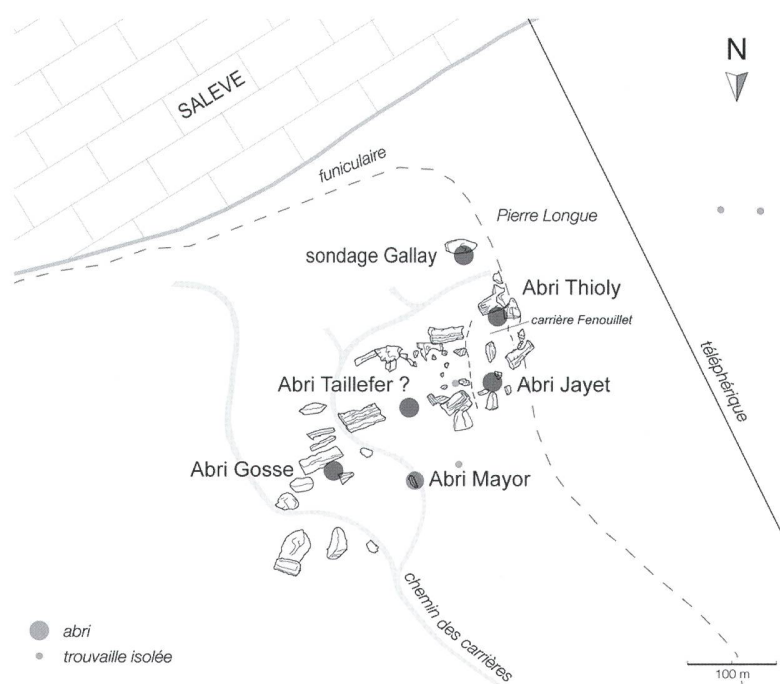 N
SALEVE
funiculaire
Pierre Longue
sondage Gallay
Abri Thioly
carrière Fenouillet
téléphérique
Abri Taillefer ?
Abri Jayet
Abri Gosse
Abri Mayor
chemin des carrières
abri
trouvaille isolée
100 m